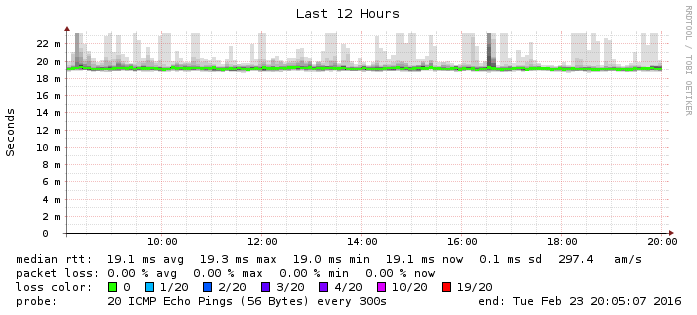 Last 12 Hours
RRDTOOL / TOBI OETIKER
Seconds
22 m
20 m
18 m
16 m
14 m
12 m
10 m
8 m
6 m
4 m
2 m
0
10:00 12:00 14:00 16:00 18:00 20:00
median rtt: 19.1 ms avg 19.3 ms max 19.0 ms min 19.1 ms now 0.1 ms sd 297.4 am/s
packet loss: 0.00 % avg 0.00 % max 0.00 % min 0.00 % now
loss color: 0 1/20 2/20 3/20 4/20 10/20 19/20
probe: 20 ICMP Echo Pings (56 Bytes) every 300s end: Tue Feb 23 20:05:07 2016